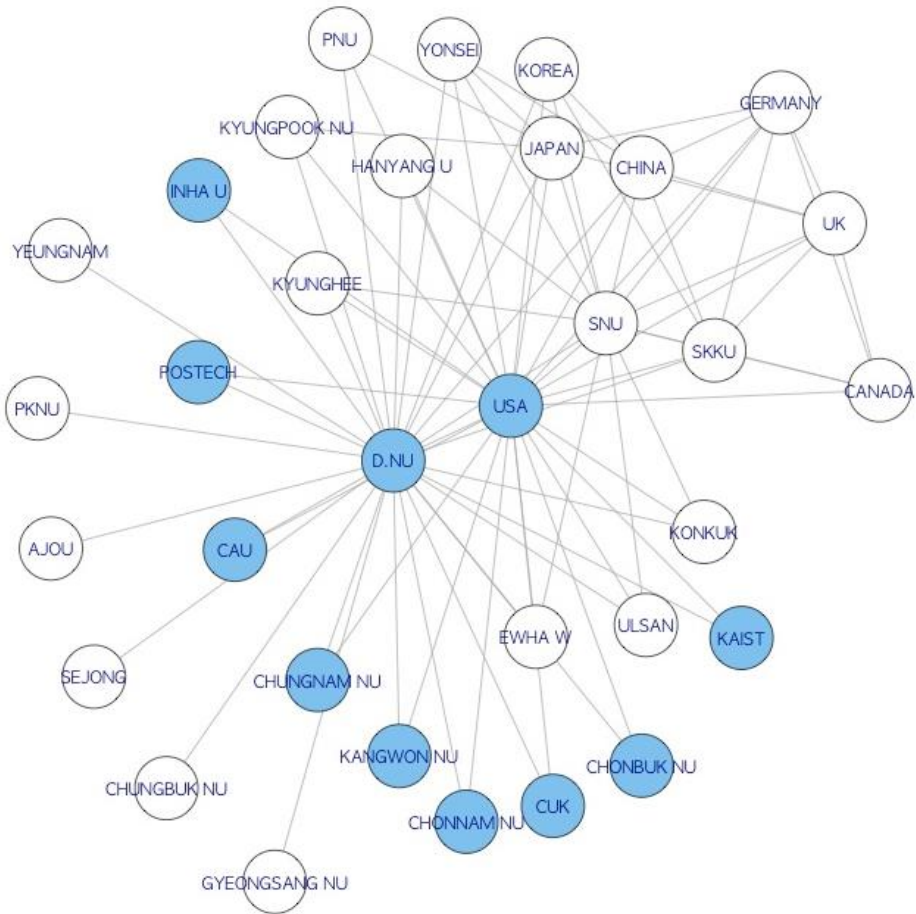 PNU
YONSEI
KOREA
GERMANY
KYUNGPOOK NU
HANYANG U
JAPAN
CHINA
INHA U
UK
YEUNGNAM
KYUNGHEE
SNU
SKKU
POSTECH
CANADA
PKNU
USA
D.NU
KONKUK
AJOU
CAU
EWHA W
ULSAN
KAIST
SEJONG
CHUNGNAM NU
KANGWON NU
CHONBUK NU
CHUNGBUK NU
CUK
CHONNAM NU
GYEONGSANG NU